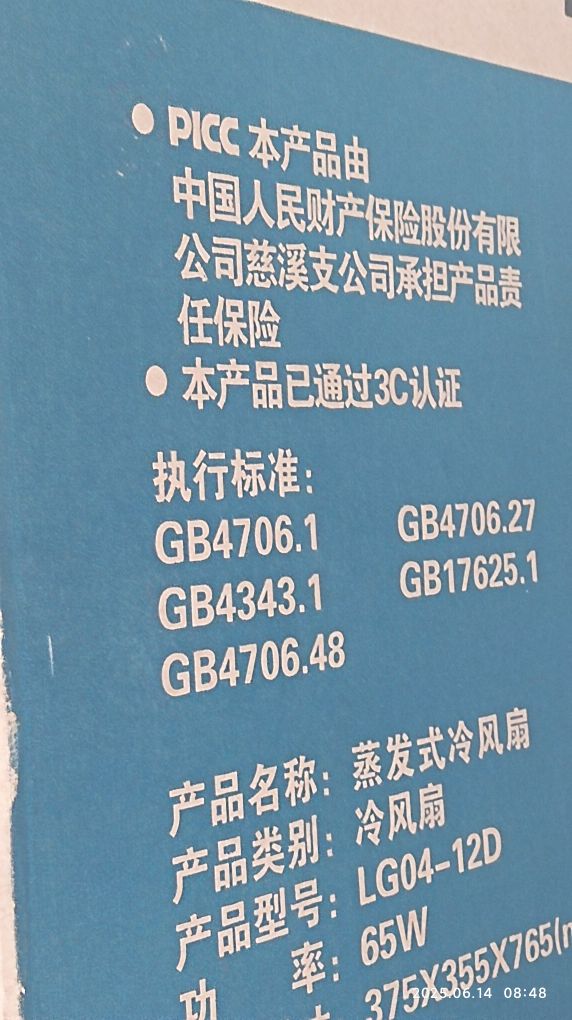 ● PICC 本产品由
中国人民财产保险股份有限
公司慈溪支公司承担产品责
任保险
● 本产品已通过3C认证
执行标准:
GB4706.1 GB4706.27
GB4343.1 GB17625.1
GB4706.48
产品名称: 蒸发式冷风扇
产品类别: 冷风扇
产品型号: LG04-12D
功 率: 65W
375X355X765(
2025.06.14 08:48